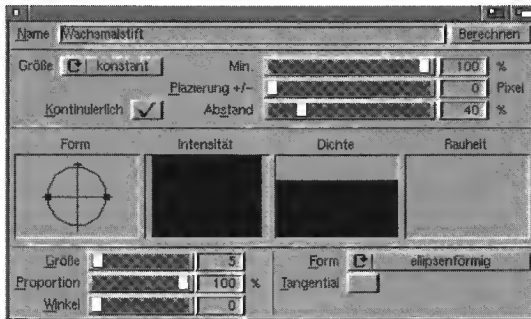 Name Wachsmalstift Berechnen
Größe konstant Min. 100 %
Plazierung +/- 0 Pixel
Kontinuierlich Abstand 40 %
Form Intensität Dichte Rauheit
Größe 5 Form ellipsenförmig
Proportion 100 % Tangential
Winkel 0